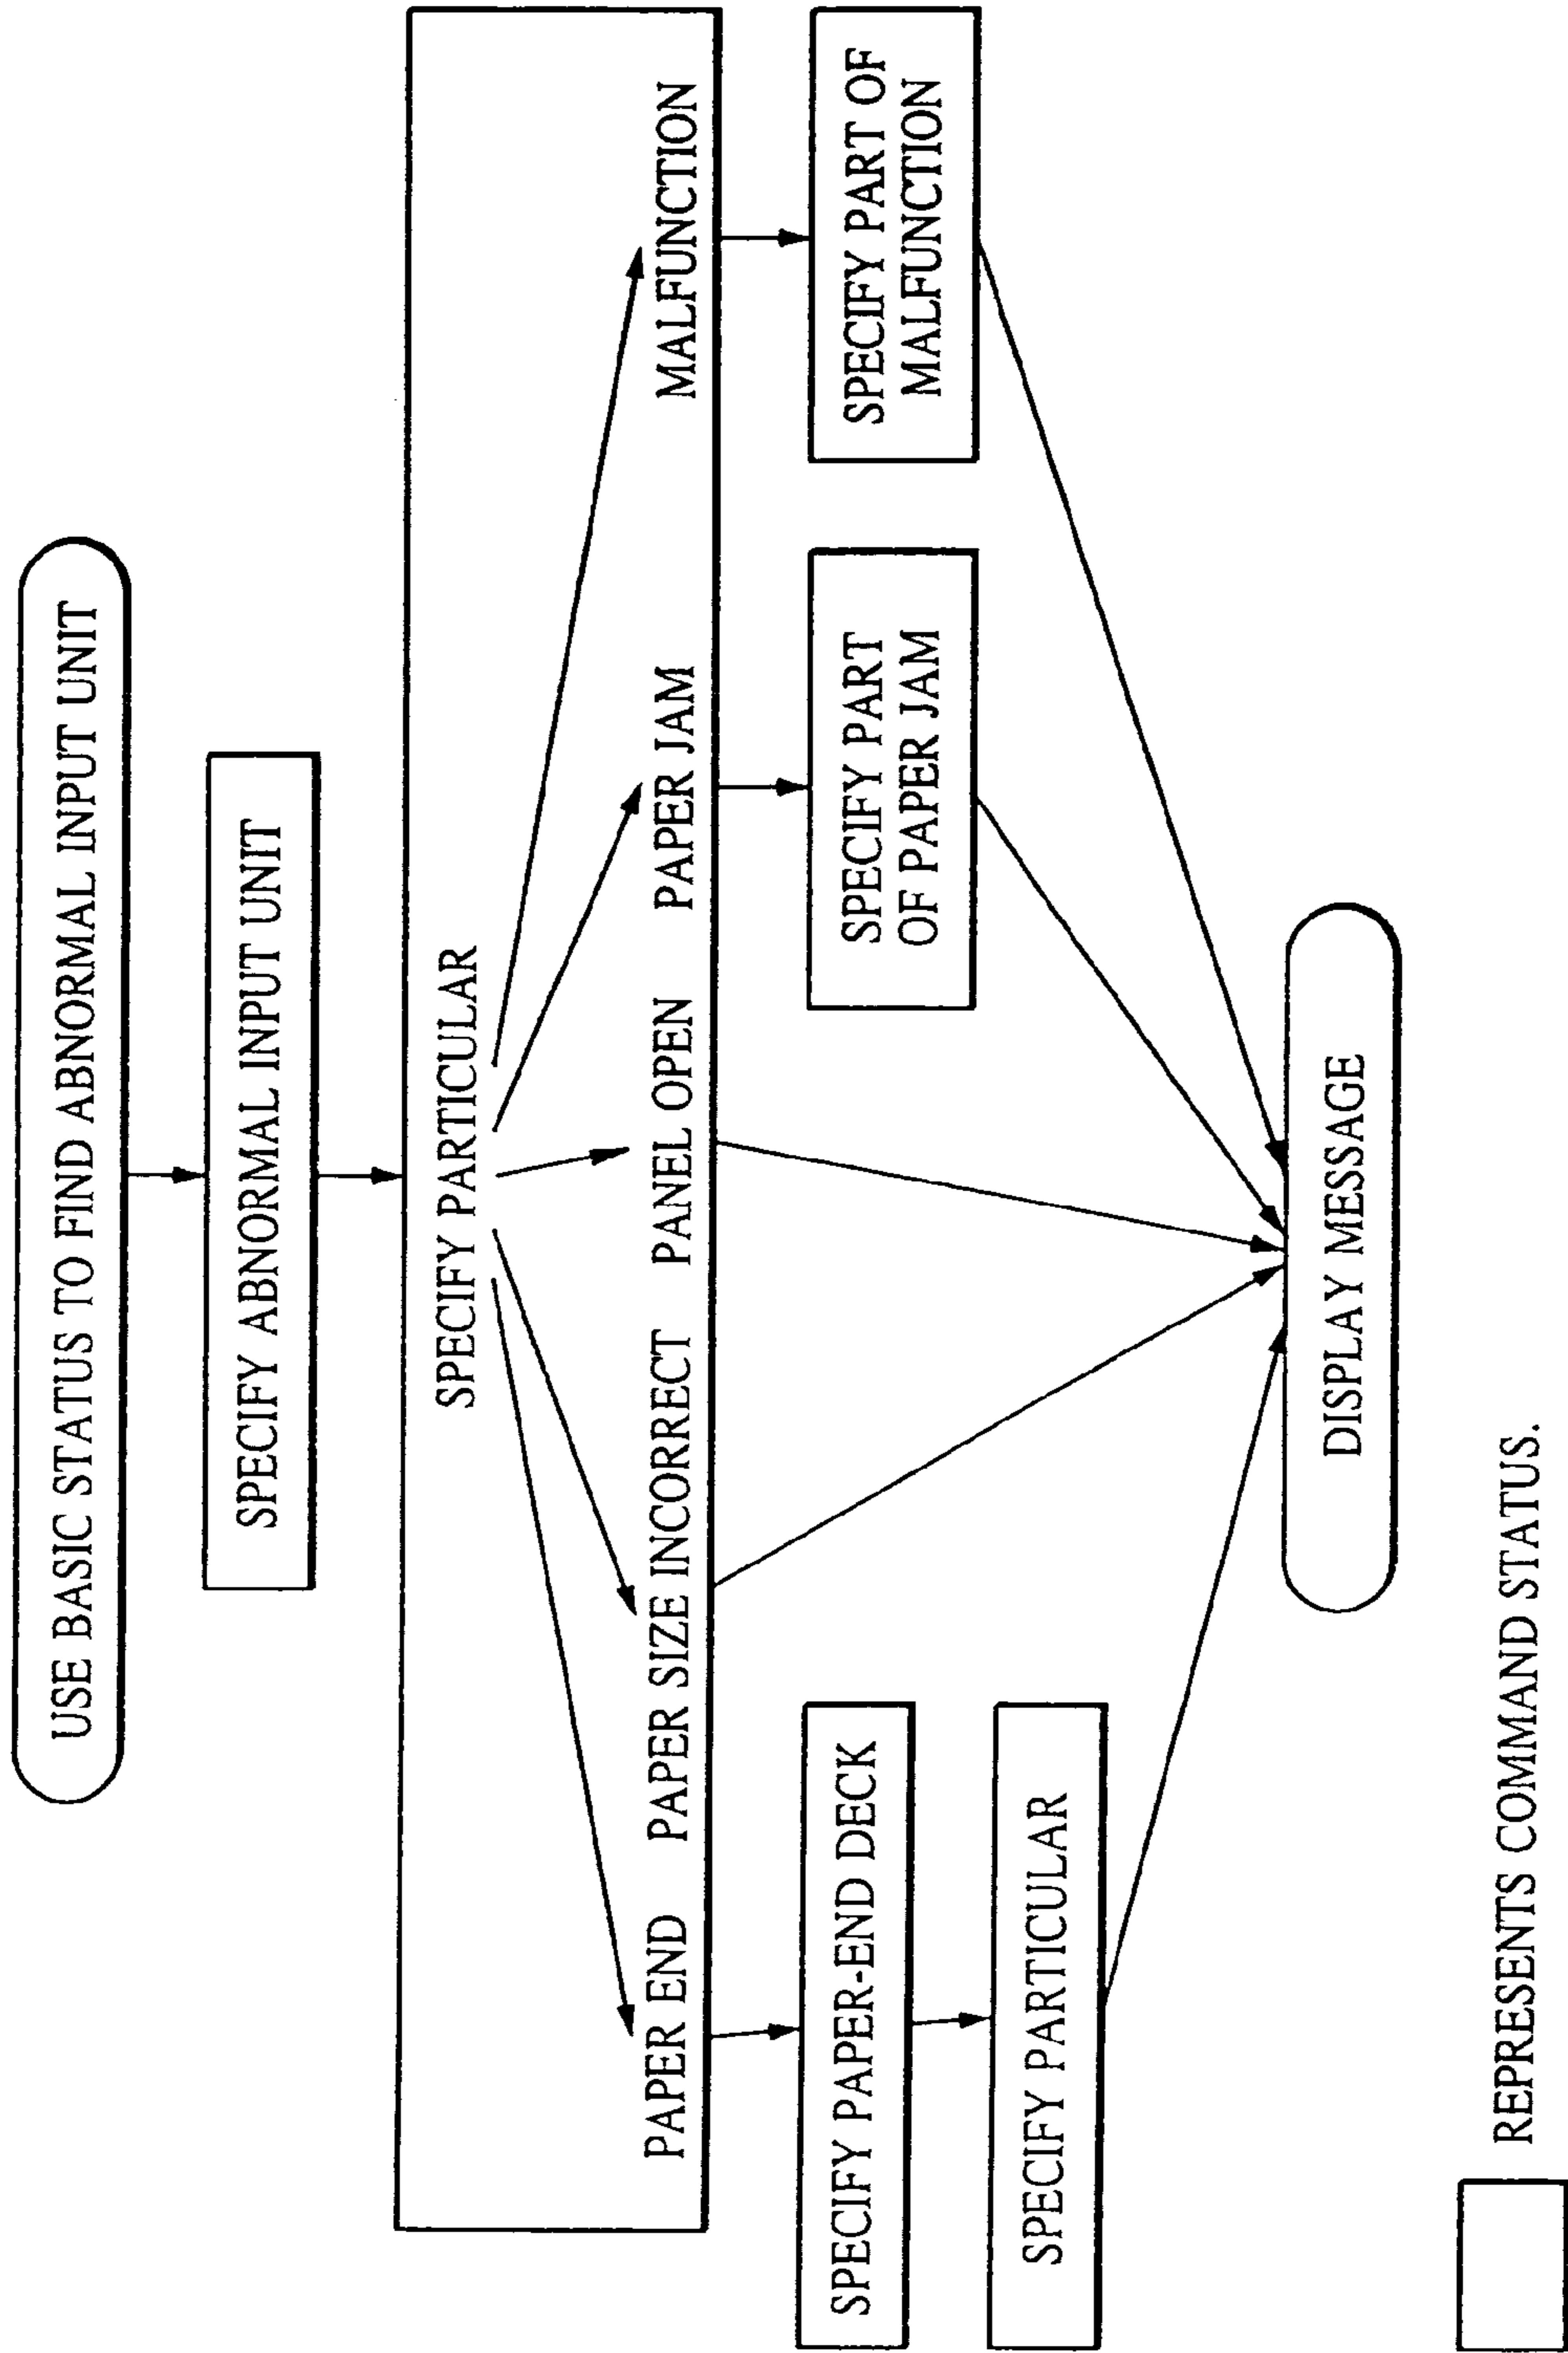 USE BASIC STATUS TO FIND ABNORMAL INPUT UNIT
SPECIFY ABNORMAL INPUT UNIT
SPECIFY PARTICULAR
PAPER END
PAPER SIZE INCORRECT
PANEL OPEN
PAPER JAM
MALFUNCTION
SPECIFY PAPER-END DECK
SPECIFY PART
OF PAPER JAM
SPECIFY PART OF
MALFUNCTION
SPECIFY PARTICULAR
DISPLAY MESSAGE
REPRESENTS COMMAND STATUS.